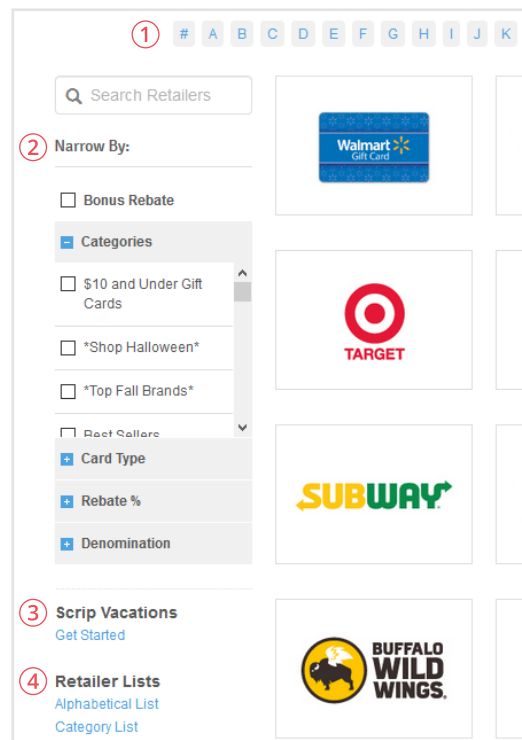 1 # A B C D E F G H I J K
Search Retailers
2 Narrow By:
Bonus Rebate
Categories
$10 and Under Gift
Cards
*Shop Halloween*
*Top Fall Brands*
Best Sellers
Card Type
Rebate %
Denomination
3 Scrip Vacations
Get Started
4 Retailer Lists
Alphabetical List
Category List
Walmart
Gift Card
TARGET
SUBWAY
BUFFALO
WILD
WINGS.